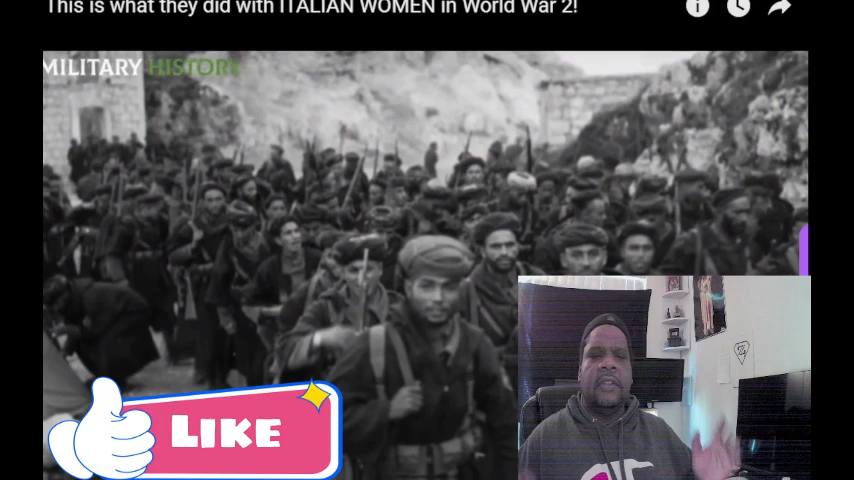 This is what they did with ITALIAN WOMEN in World War 2!
MILITARY HISTORY
LIKE